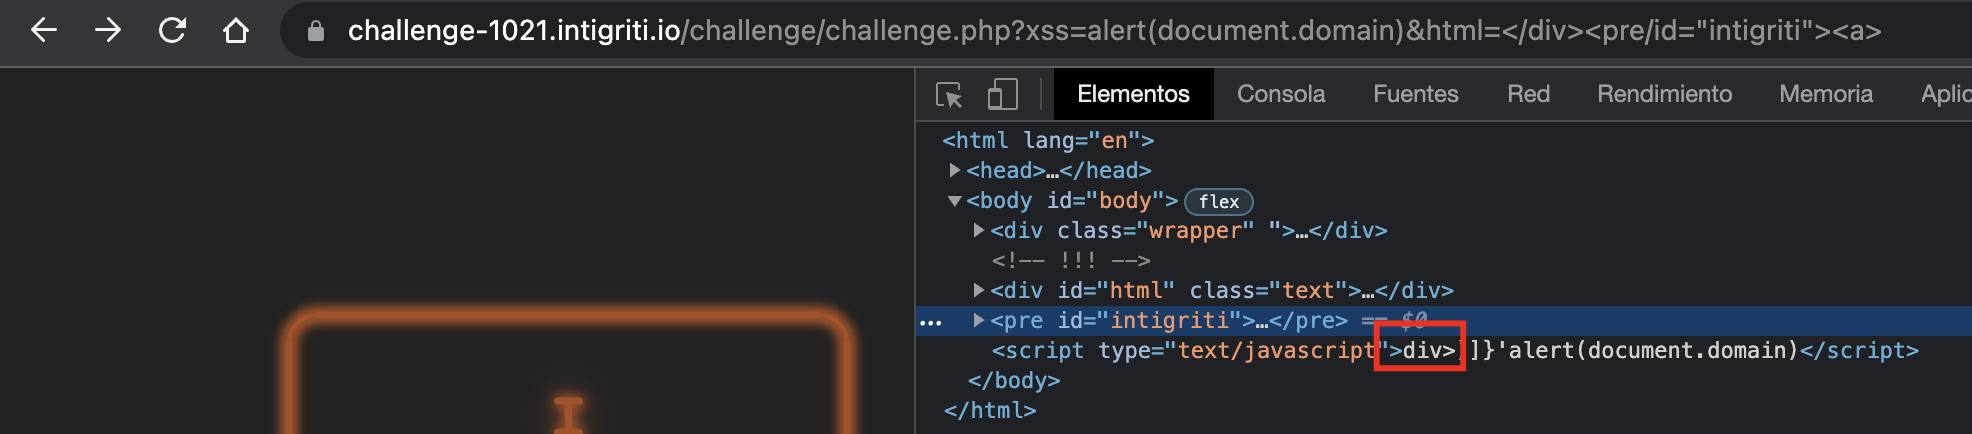 challenge-1021.intigriti.io/challenge/challenge.php?xss=alert(document.domain)&html=</div><pre/id="intigriti"><a>
Elementos Consola Fuentes Red Rendimiento Memoria Aplic
<html lang="en">
<head>…</head>
<body id="body"> flex
<div class="wrapper" ">…</div>
<!-- !!! -->
<div id="html" class="text">…</div>
… <pre id="intigriti">…</pre> == $0
<script type="text/javascript">div>)]}'alert(document.domain)</script>
</body>
</html>
I